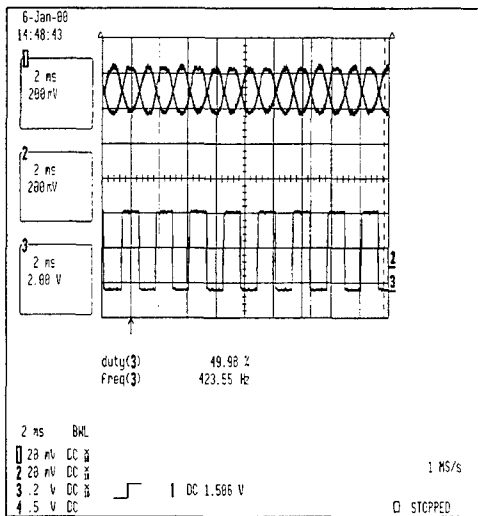 6-Jan-00
14:48:43
1
2 ms
200mV
2
2 ms
200mV
3
2 ms
2.00 V
2
3
duty(3) 49.98 %
freq(3) 423.55 Hz
2 ms BWL
1 20 mV DC
2 20 mV DC
3 .2 V DC
4 .5 V DC
1 DC 1.506 V
1 MS/s
STOPPED